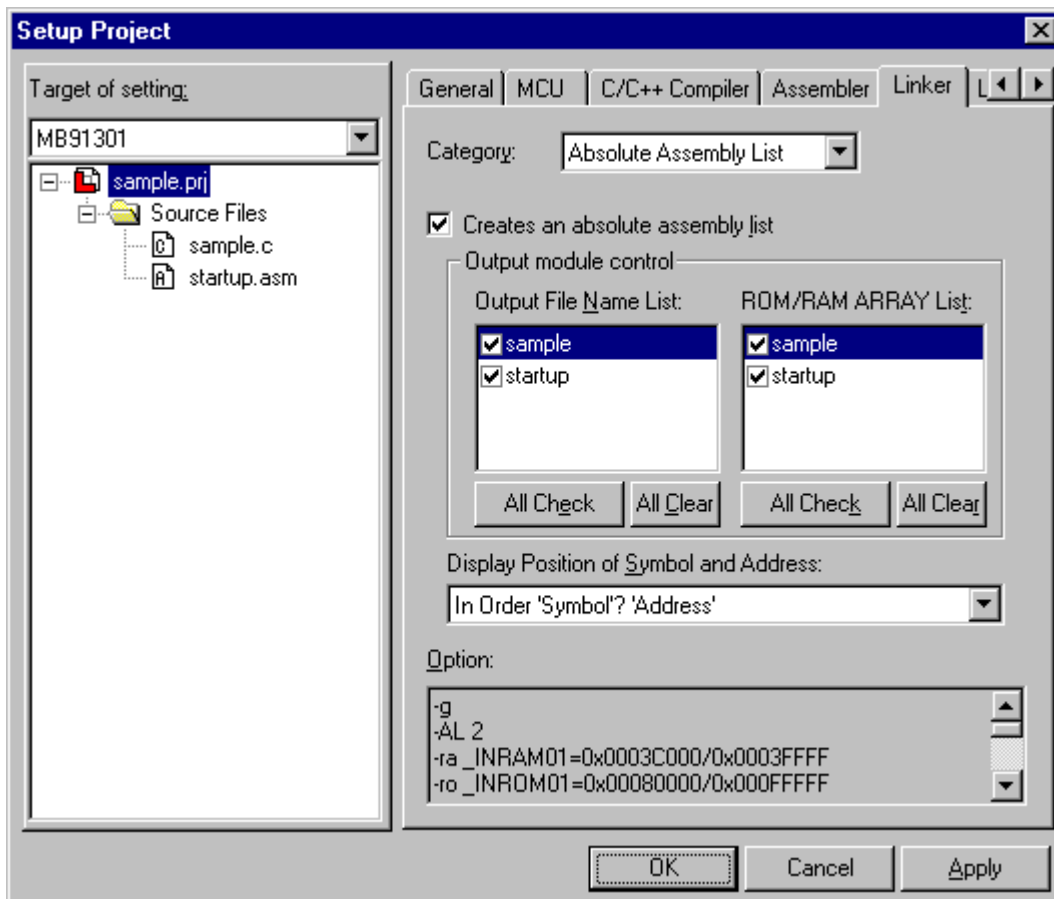 Setup Project
Target of setting:
MB91301
sample.prj
Source Files
sample.c
startup.asm
General
MCU
C/C++ Compiler
Assembler
Linker
L
Category:
Absolute Assembly List
Creates an absolute assembly list
Output module control
Output File Name List:
sample
startup
All Check
All Clear
ROM/RAM ARRAY List:
sample
startup
All Check
All Clear
Display Position of Symbol and Address:
In Order 'Symbol'? 'Address'
Option:
-g
-AL 2
-ra _INRAM01=0x0003C000/0x0003FFFF
-ro _INROM01=0x00080000/0x000FFFFF
OK
Cancel
Apply